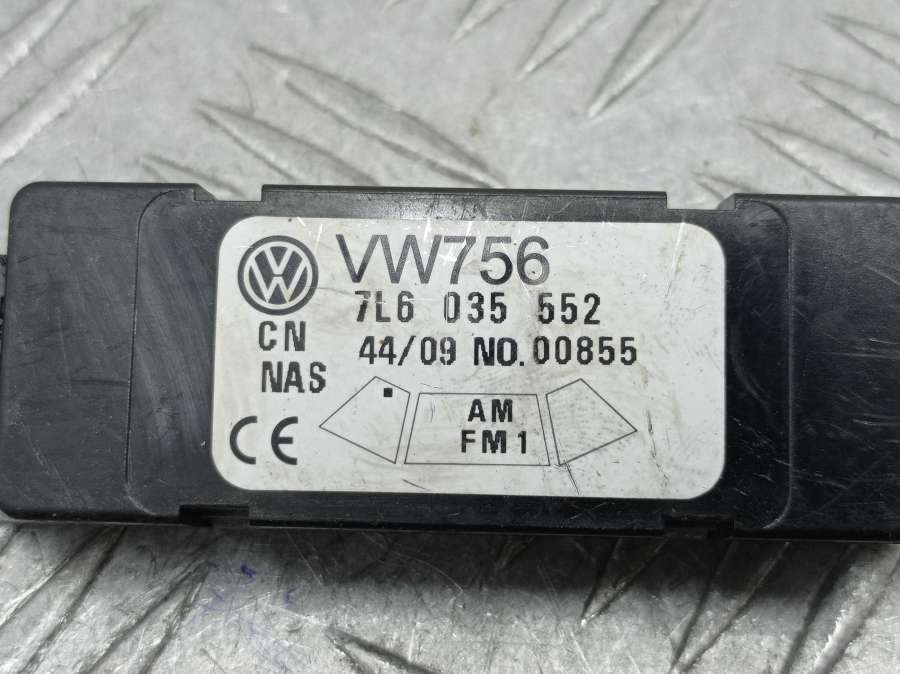 VW756
7L6 035 552
CN 44/09 NO. 00855
NAS
CE
AM
FM1